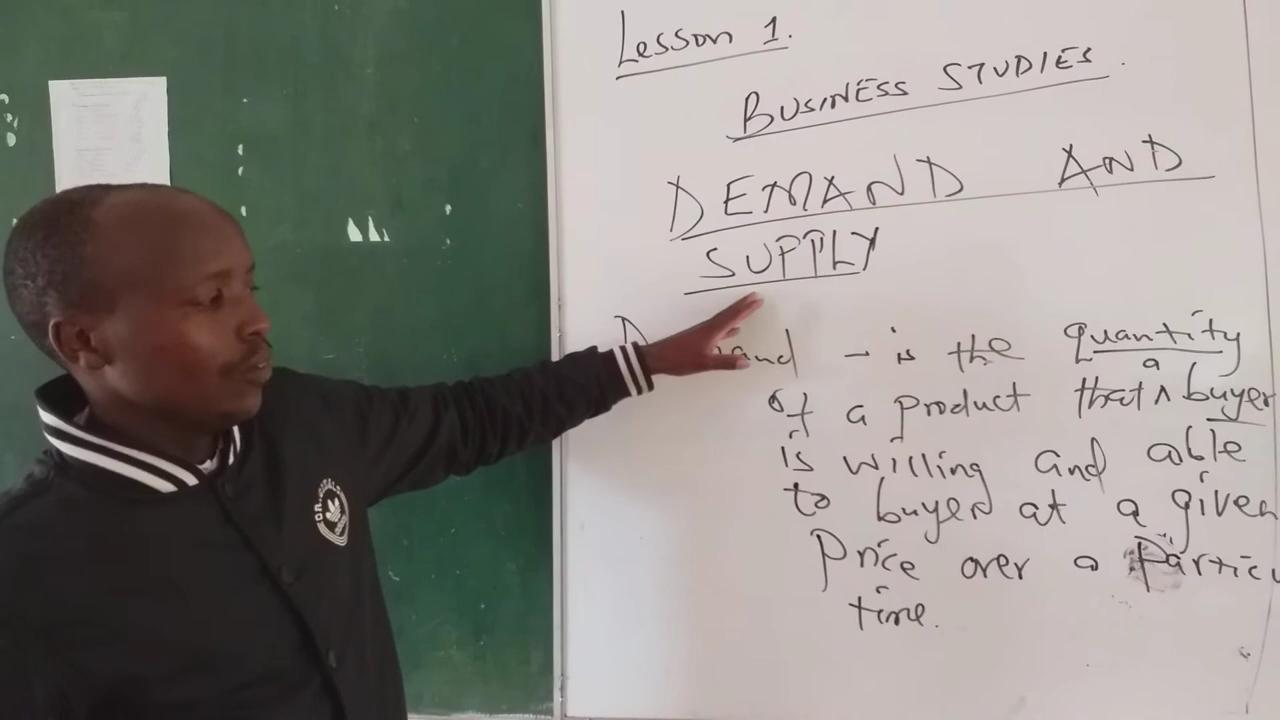 Lesson 1.
BUSINESS STUDIES.
DEMAND AND
SUPPLY
- is the quantity
of a product that ^a buyer
is willing and able
to buyer at a given
Price over a Particu
time.